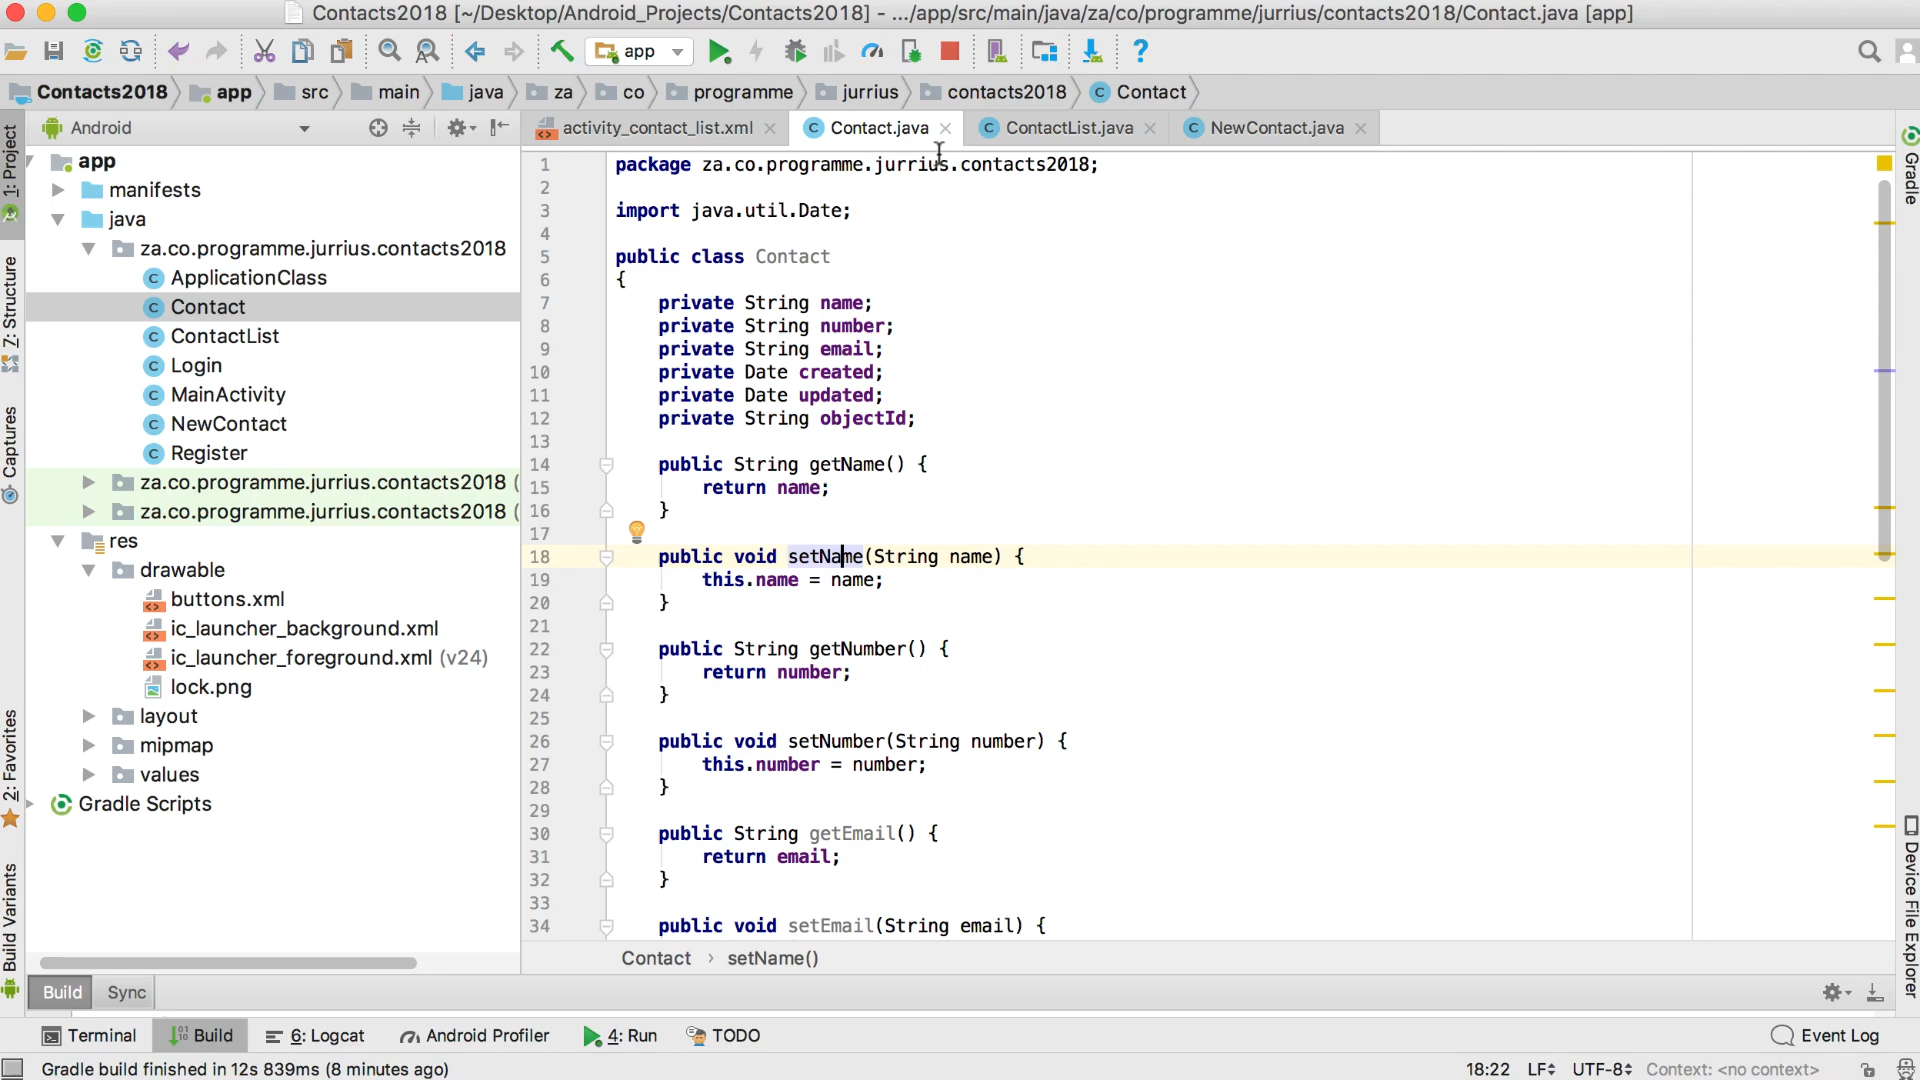 Contacts2018 [~/Desktop/Android_Projects/Contacts2018] - .../app/src/main/java/za/co/programme/jurrius/contacts2018/Contact.java [app]
app
Contacts2018 app src main java za co programme jurrius contacts2018 C Contact
Android
activity_contact_list.xml C Contact.java C ContactList.java C NewContact.java
1: Project
Z: Structure
Captures
2: Favorites
Build Variants
app
manifests
java
za.co.programme.jurrius.contacts2018
C ApplicationClass
C Contact
C ContactList
C Login
C MainActivity
C NewContact
C Register
za.co.programme.jurrius.contacts2018 (
za.co.programme.jurrius.contacts2018 (
res
drawable
buttons.xml
ic_launcher_background.xml
ic_launcher_foreground.xml (v24)
lock.png
layout
mipmap
values
Gradle Scripts
1 package za.co.programme.jurrius.contacts2018;
2
3 import java.util.Date;
4
5 public class Contact
6 {
7 private String name;
8 private String number;
9 private String email;
10 private Date created;
11 private Date updated;
12 private String objectId;
13
14 public String getName() {
15 return name;
16 }
17
18 public void setName(String name) {
19 this.name = name;
20 }
21
22 public String getNumber() {
23 return number;
24 }
25
26 public void setNumber(String number) {
27 this.number = number;
28 }
29
30 public String getEmail() {
31 return email;
32 }
33
34 public void setEmail(String email) {
Contact › setName()
Gradle
Device File Explorer
Build Sync
Terminal Build 6: Logcat Android Profiler 4: Run TODO Event Log
Gradle build finished in 12s 839ms (8 minutes ago) 18:22 LF UTF-8 Context: <no context>